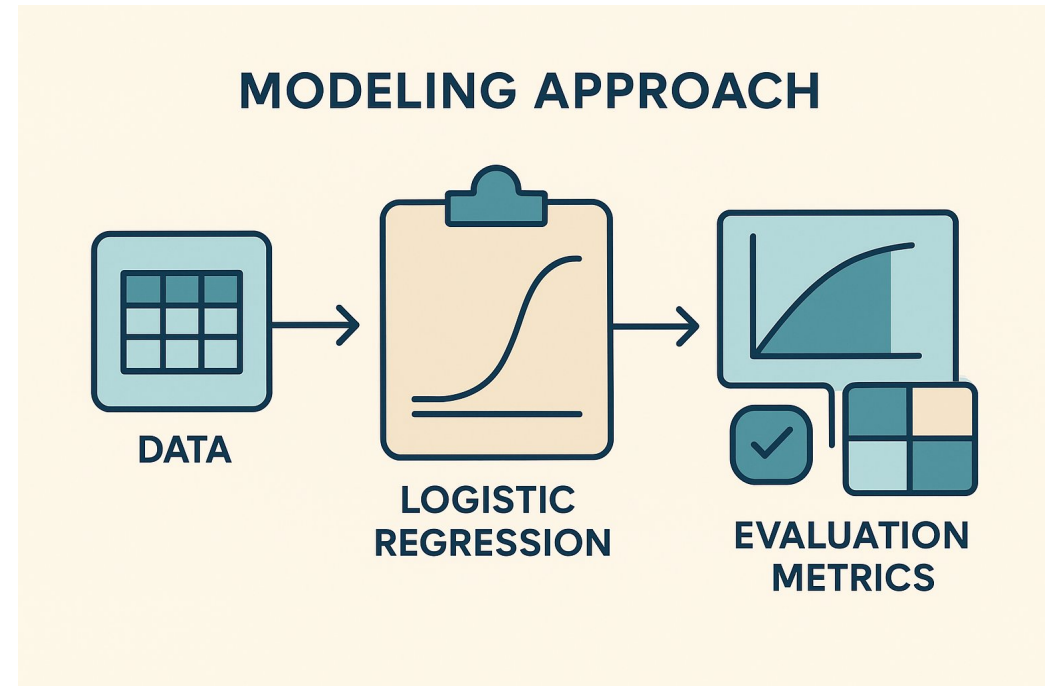 MODELING APPROACH
DATA
LOGISTIC
REGRESSION
EVALUATION
METRICS